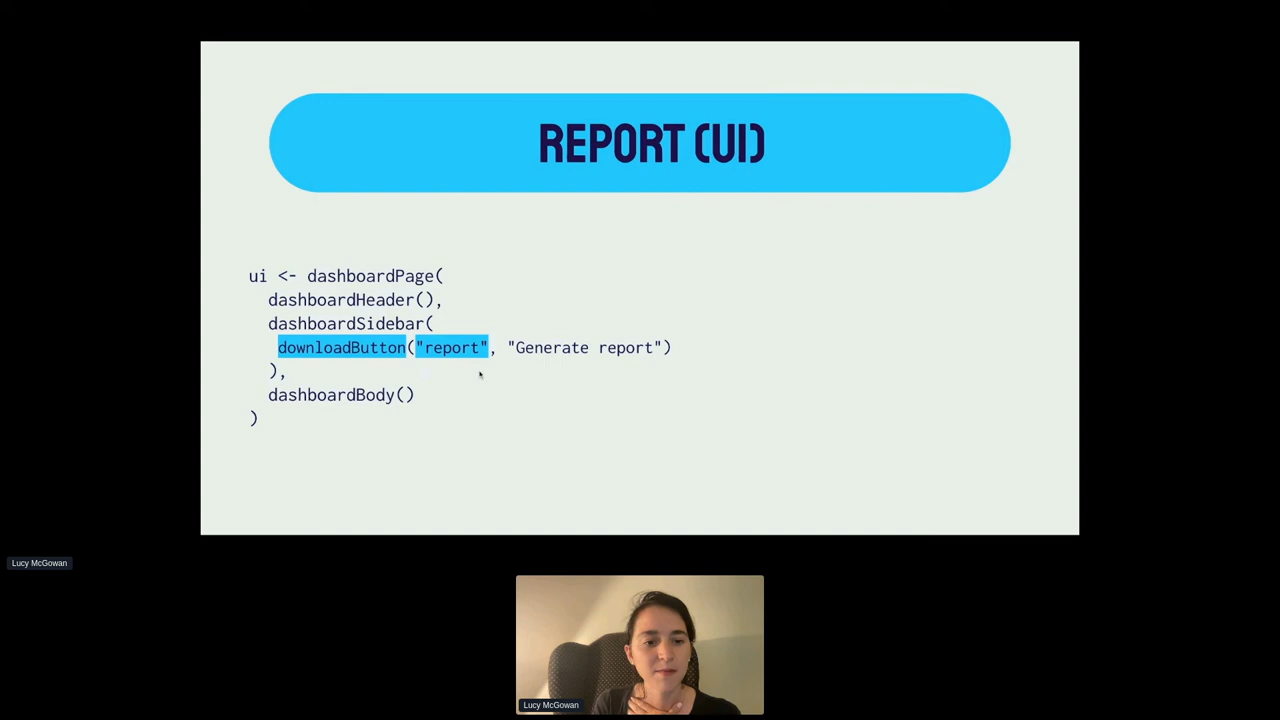 REPORT (UI)
ui <- dashboardPage(
dashboardHeader(),
dashboardSidebar(
downloadButton("report", "Generate report")
),
dashboardBody()
)
Lucy McGowan
Lucy McGowan